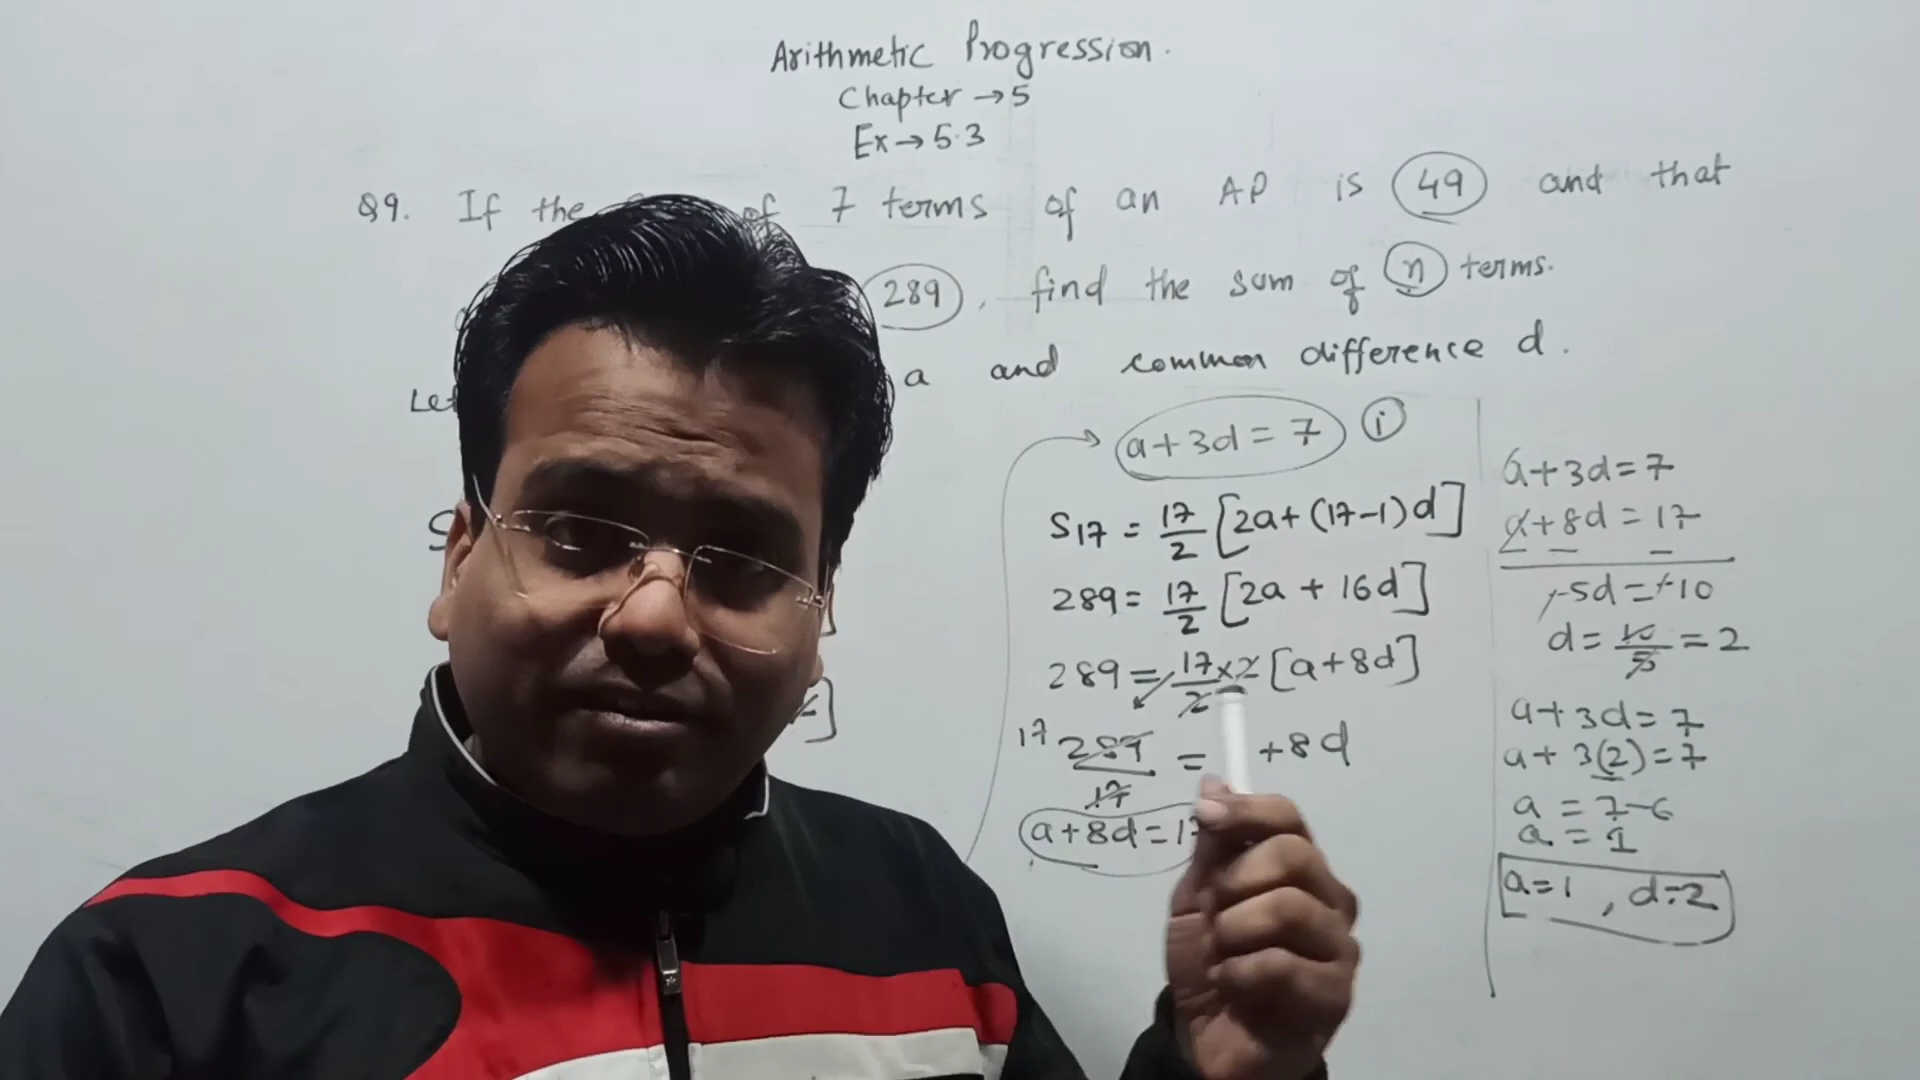 Arithmetic Progression.
Chapter → 5
Ex → 5.3
Q9. If the of 7 terms of an AP is 49 and that
289, find the sum of n terms.
Let a and common difference d.
a+3d=7 (i)
S17 = 17/2 [2a+(17-1)d]
289 = 17/2 [2a + 16d]
289 = 17×2/2 [a+8d]
17 289/17 = +8d
a+8d=17
a+3d=7
a+8d=17
-5d=-10
d=10/5=2
a+3d=7
a+3(2)=7
a = 7-6
a = 1
a=1, d=2